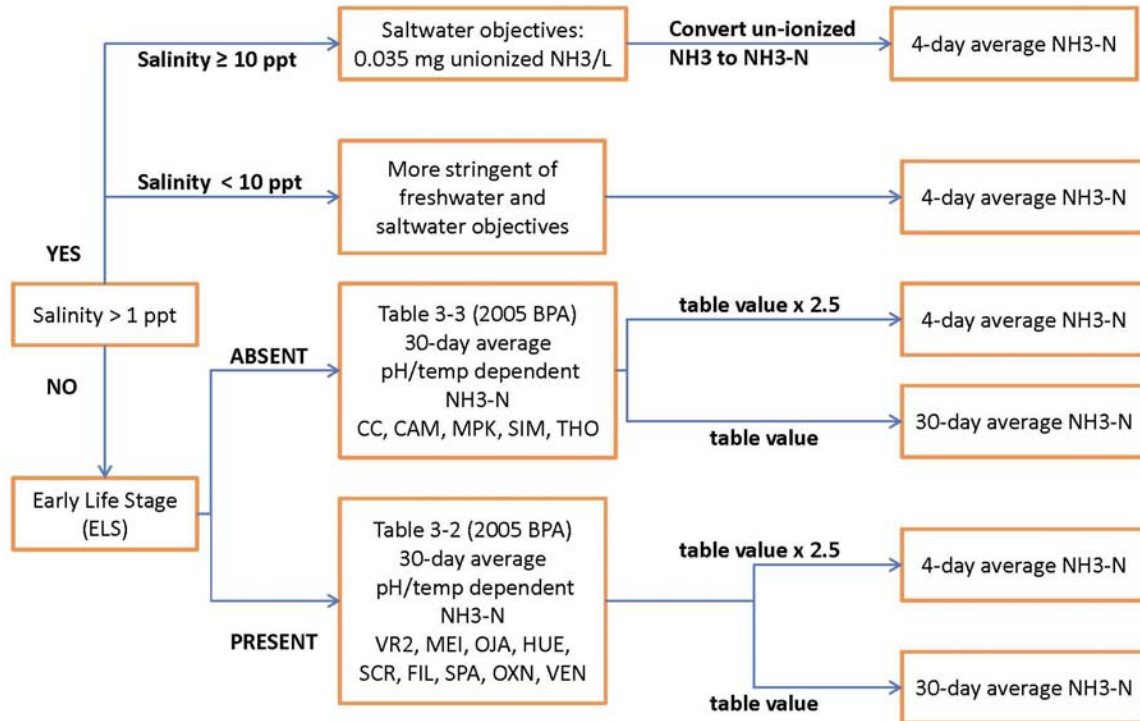 Salinity ≥ 10 ppt
Saltwater objectives:
0.035 mg unionized NH3/L
Convert un-ionized
NH3 to NH3-N
4-day average NH3-N
Salinity < 10 ppt
More stringent of
freshwater and
saltwater objectives
4-day average NH3-N
YES
Salinity > 1 ppt
NO
ABSENT
Table 3-3 (2005 BPA)
30-day average
pH/temp dependent
NH3-N
CC, CAM, MPK, SIM, THO
table value x 2.5
4-day average NH3-N
table value
30-day average NH3-N
Early Life Stage
(ELS)
PRESENT
Table 3-2 (2005 BPA)
30-day average
pH/temp dependent
NH3-N
VR2, MEI, OJA, HUE,
SCR, FIL, SPA, OXN, VEN
table value x 2.5
4-day average NH3-N
table value
30-day average NH3-N